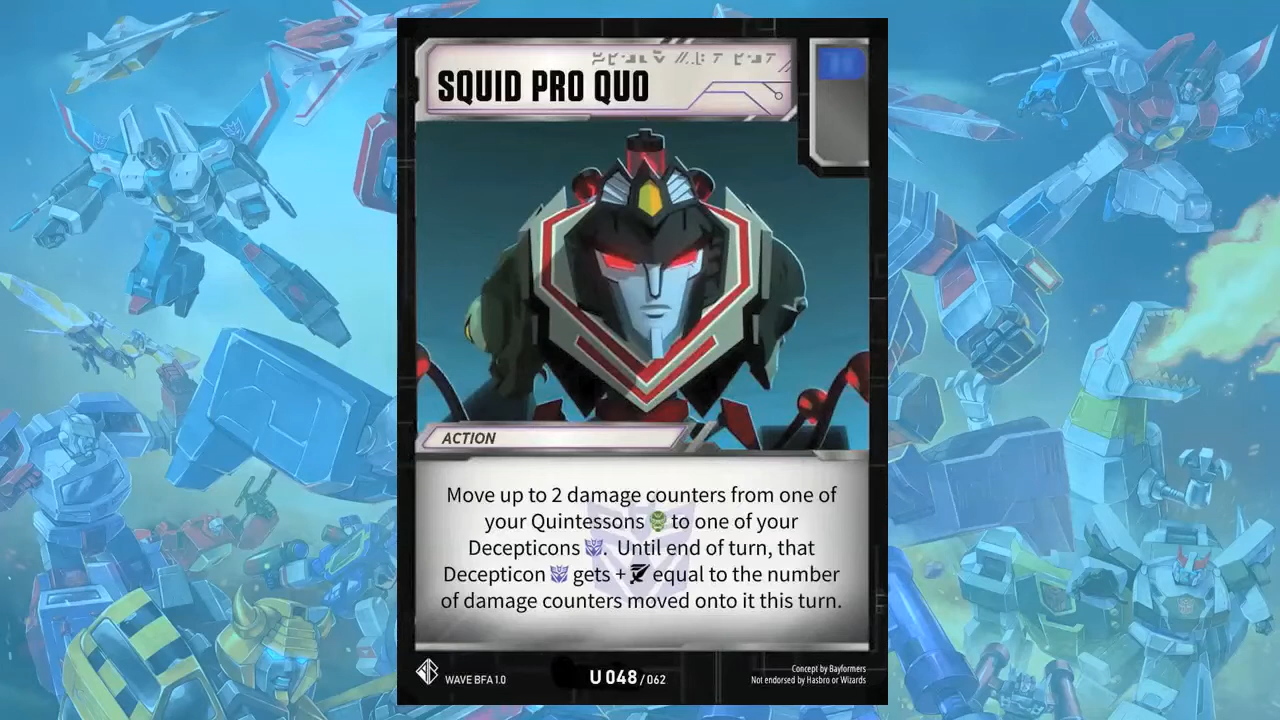 SQUID PRO QUO
ACTION
Move up to 2 damage counters from one of
your Quintessons to one of your
Decepticons . Until end of turn, that
Decepticon gets + equal to the number
of damage counters moved onto it this turn.
WAVE BFA 1.0
U 048 / 062
Concept by Bayformers
Not endorsed by Hasbro or Wizards